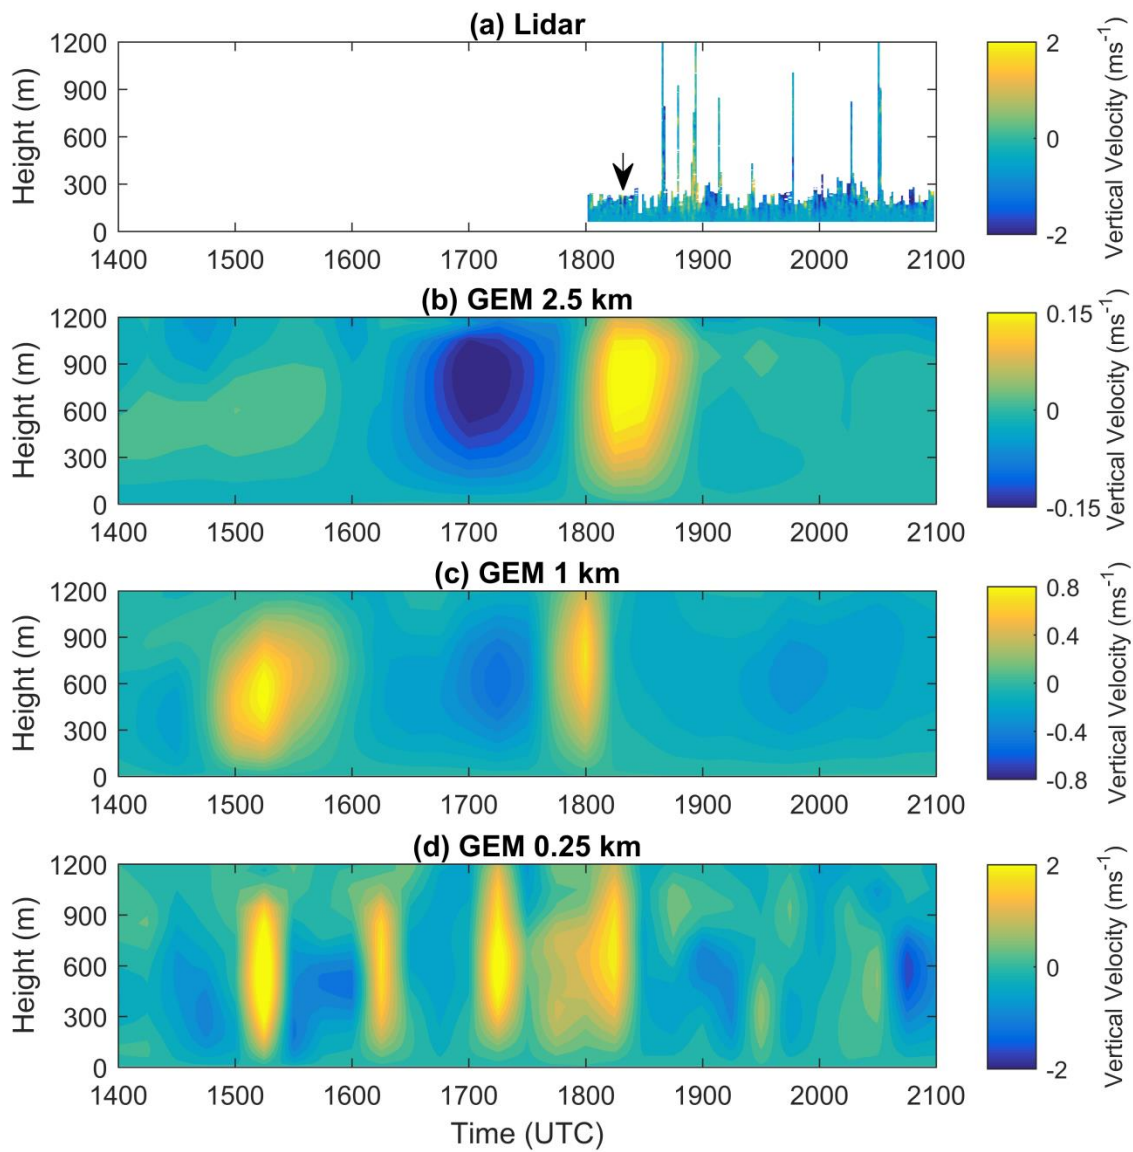 (a) Lidar
1200
900
600
300
0
Height (m)
1400 1500 1600 1700 1800 1900 2000 2100
2
0
-2
Vertical Velocity (ms⁻¹)
(b) GEM 2.5 km
1200
900
600
300
0
Height (m)
1400 1500 1600 1700 1800 1900 2000 2100
0.15
0
-0.15
Vertical Velocity (ms⁻¹)
(c) GEM 1 km
1200
900
600
300
0
Height (m)
1400 1500 1600 1700 1800 1900 2000 2100
0.8
0.4
0
-0.4
-0.8
Vertical Velocity (ms⁻¹)
(d) GEM 0.25 km
1200
900
600
300
0
Height (m)
1400 1500 1600 1700 1800 1900 2000 2100
Time (UTC)
2
0
-2
Vertical Velocity (ms⁻¹)